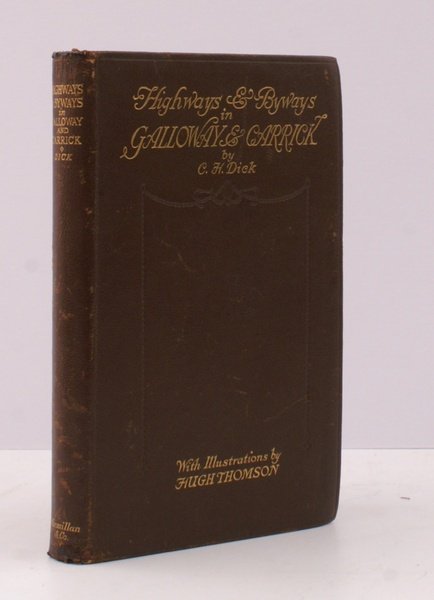 Highways & Byways
in
GALLOWAY & CARRICK
by
C. H. Dick
With Illustrations by
HUGH THOMSON
HIGHWAYS
& BYWAYS
in
GALLOWAY
AND
CARRICK
DICK
Macmillan
& Co.